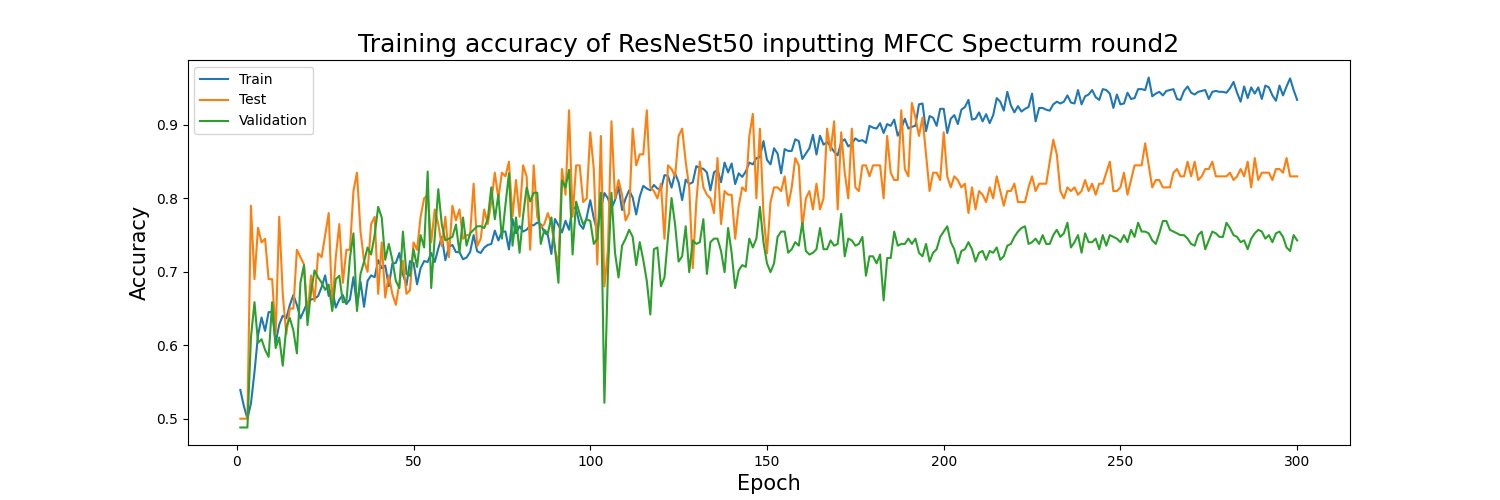 Training accuracy of ResNeSt50 inputting MFCC Specturm round2
Train
Test
Validation
Accuracy
0.9
0.8
0.7
0.6
0.5
0 50 100 150 200 250 300
Epoch